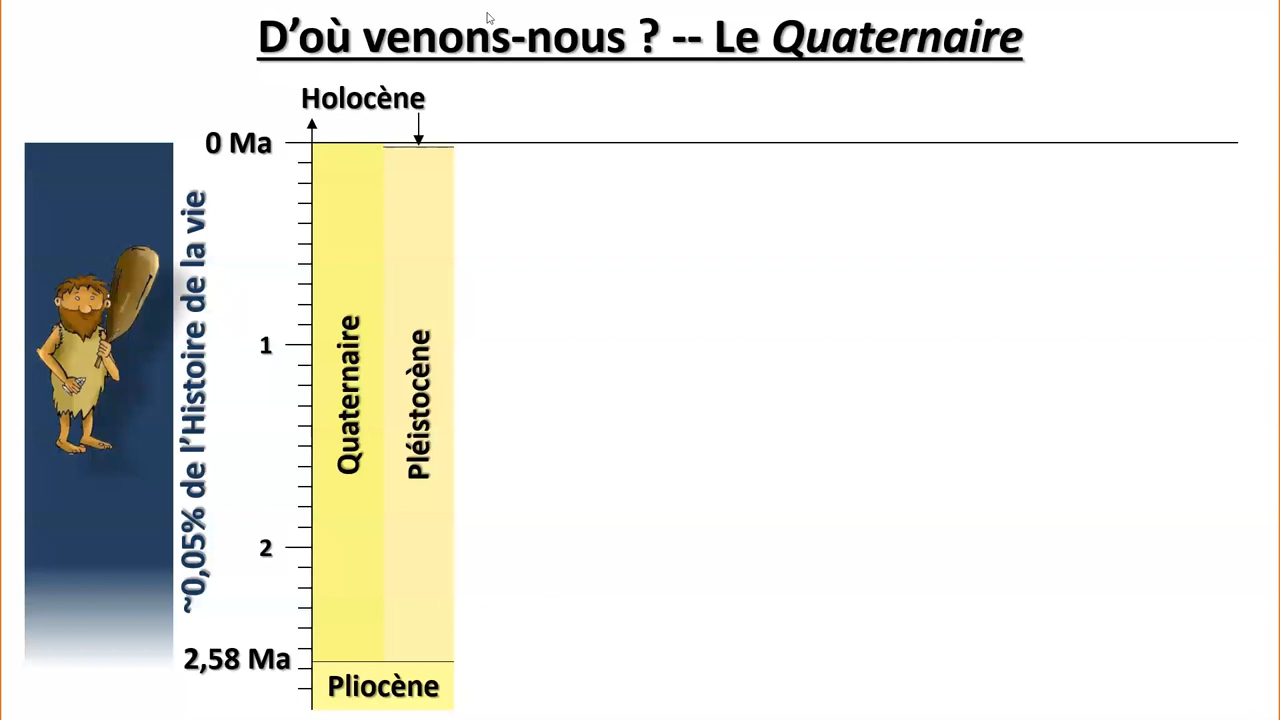 D’où venons-nous ? -- Le Quaternaire
Holocène
0 Ma
~0,05% de l’Histoire de la vie
Quaternaire
Pléistocène
1
2
2,58 Ma
Pliocène